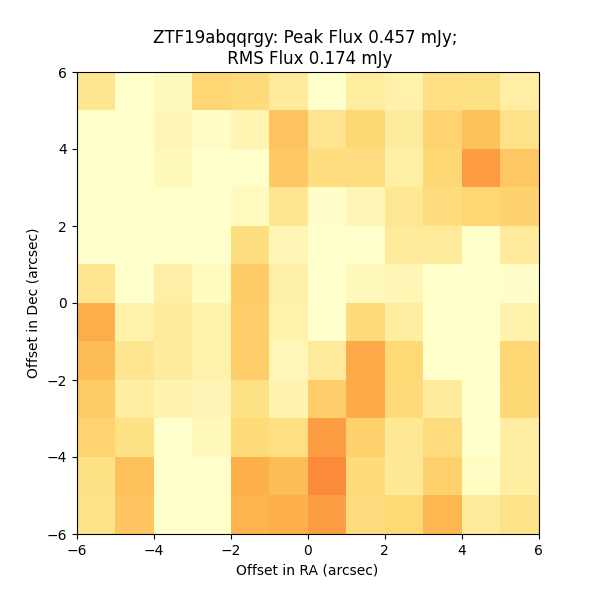 ZTF19abqqrgy: Peak Flux 0.457 mJy;
RMS Flux 0.174 mJy
6
4
2
0
−2
−4
−6
Offset in Dec (arcsec)
−6 −4 −2 0 2 4 6
Offset in RA (arcsec)